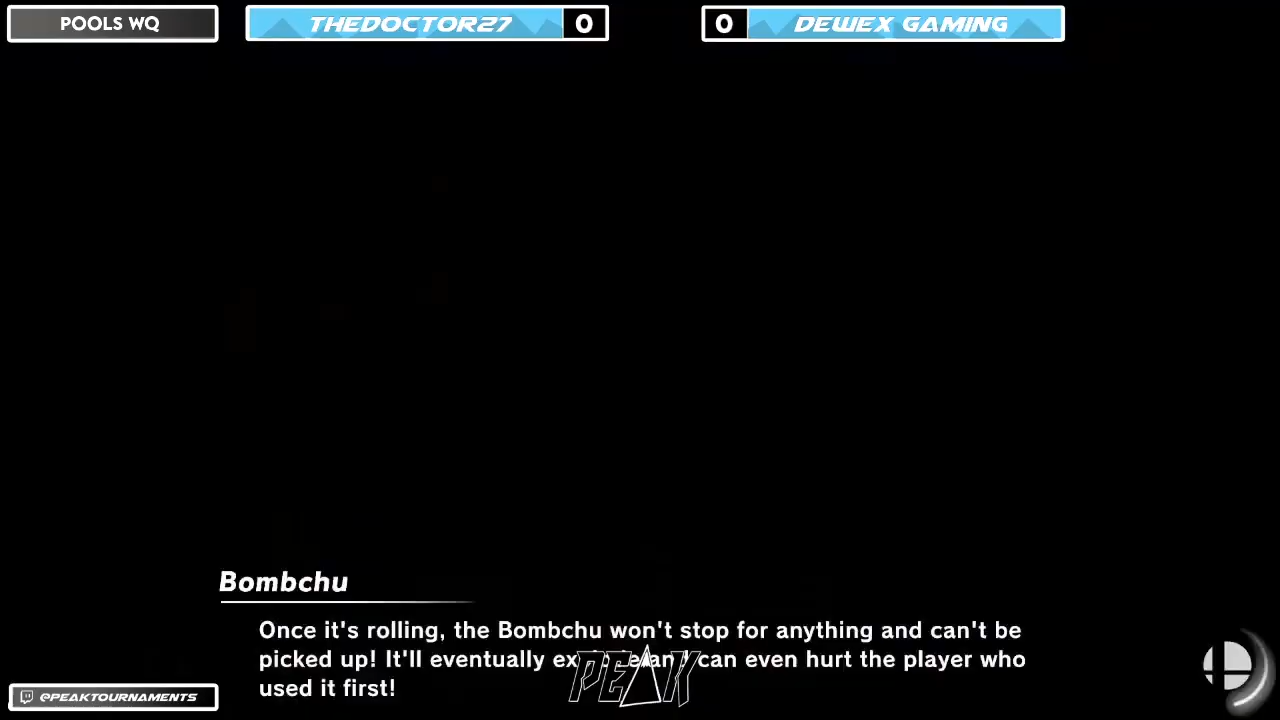 POOLS WQ
THEDOCTOR27 0
0 DEWEX GAMING
Bombchu
Once it's rolling, the Bombchu won't stop for anything and can't be
picked up! It'll eventually can even hurt the player who
used it first!
PEAK
@PEAKTOURNAMENTS